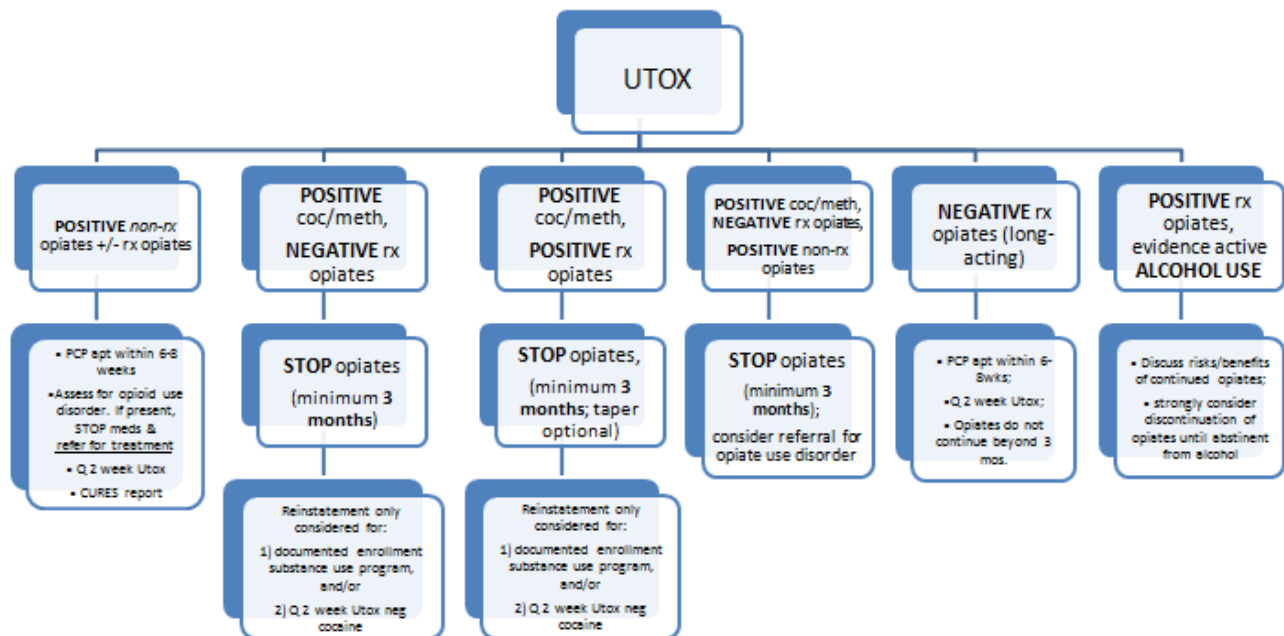 UTOX
POSITIVE non-rx
opiates +/- rx opiates
POSITIVE
coc/meth,
NEGATIVE rx
opiates
POSITIVE
coc/meth,
POSITIVE rx
opiates
POSITIVE coc/meth,
NEGATIVE rx opiates,
POSITIVE non-rx
opiates
NEGATIVE rx
opiates (long-
acting)
POSITIVE rx
opiates,
evidence active
ALCOHOL USE
▪ PCP apt within 6-8
weeks
▪Assess for opioid use
disorder. If present,
STOP meds &
refer for treatment
▪ Q 2 week Utox
▪ CURES report
STOP opiates
(minimum 3
months)
STOP opiates,
(minimum 3
months; taper
optional)
STOP opiates
(minimum 3
months);
consider referral for
opiate use disorder
▪ PCP apt within 6-
8wks;
▪Q 2 week Utox;
▪ Opiates do not
continue beyond 3
mos.
▪ Discuss risks/benefits
of continued opiates;
▪ strongly consider
discontinuation of
opiates until abstinent
from alcohol
Reinstatement only
considered for:
1) documented enrollment
substance use program,
and/or
2) Q 2 week Utox neg
cocaine
Reinstatement only
considered for:
1) documented enrollment
substance use program,
and/or
2) Q 2 week Utox neg
cocaine